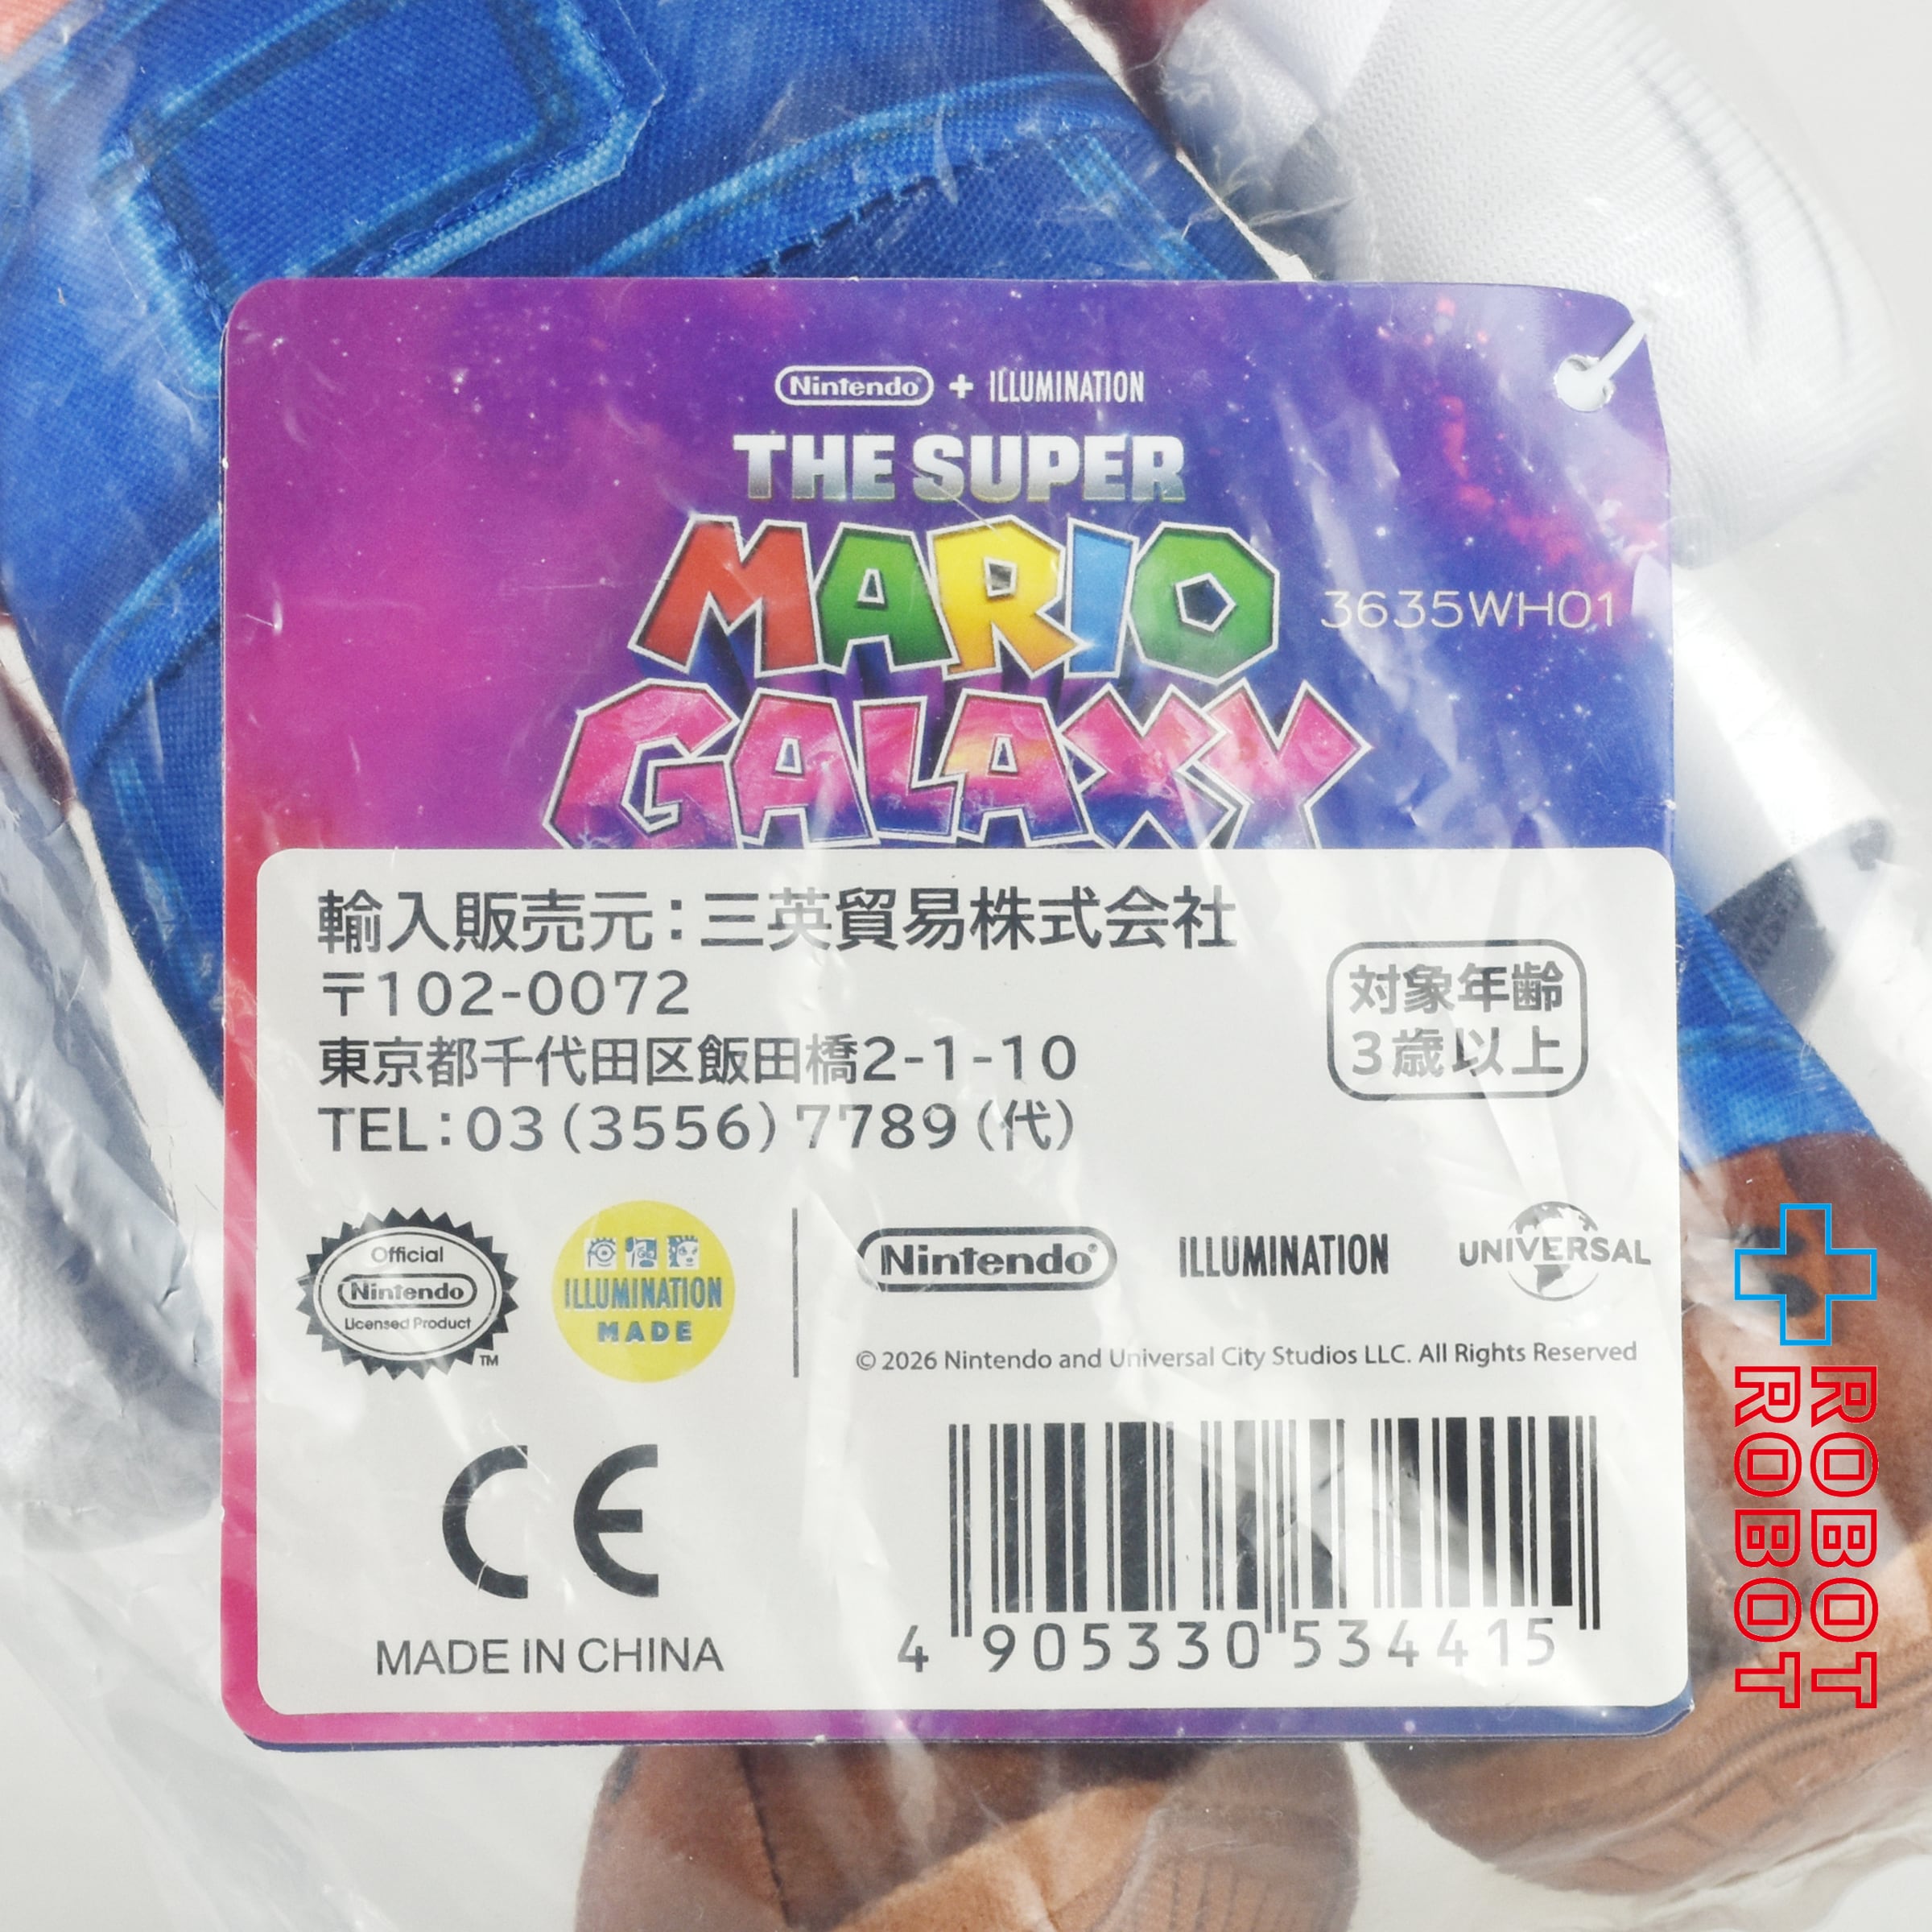 Nintendo + ILLUMINATION
THE SUPER
MARIO
GALAXY
3635WH01
輸入販売元：三英貿易株式会社
〒102-0072
東京都千代田区飯田橋2-1-10
TEL：03（3556）7789（代）
対象年齢
3歳以上
Official
Nintendo
Licensed Product
TM
ILLUMINATION
MADE
Nintendo®
ILLUMINATION
UNIVERSAL
© 2026 Nintendo and Universal City Studios LLC. All Rights Reserved
CE
MADE IN CHINA
4 905330 534415
ROBOT
ROBOT